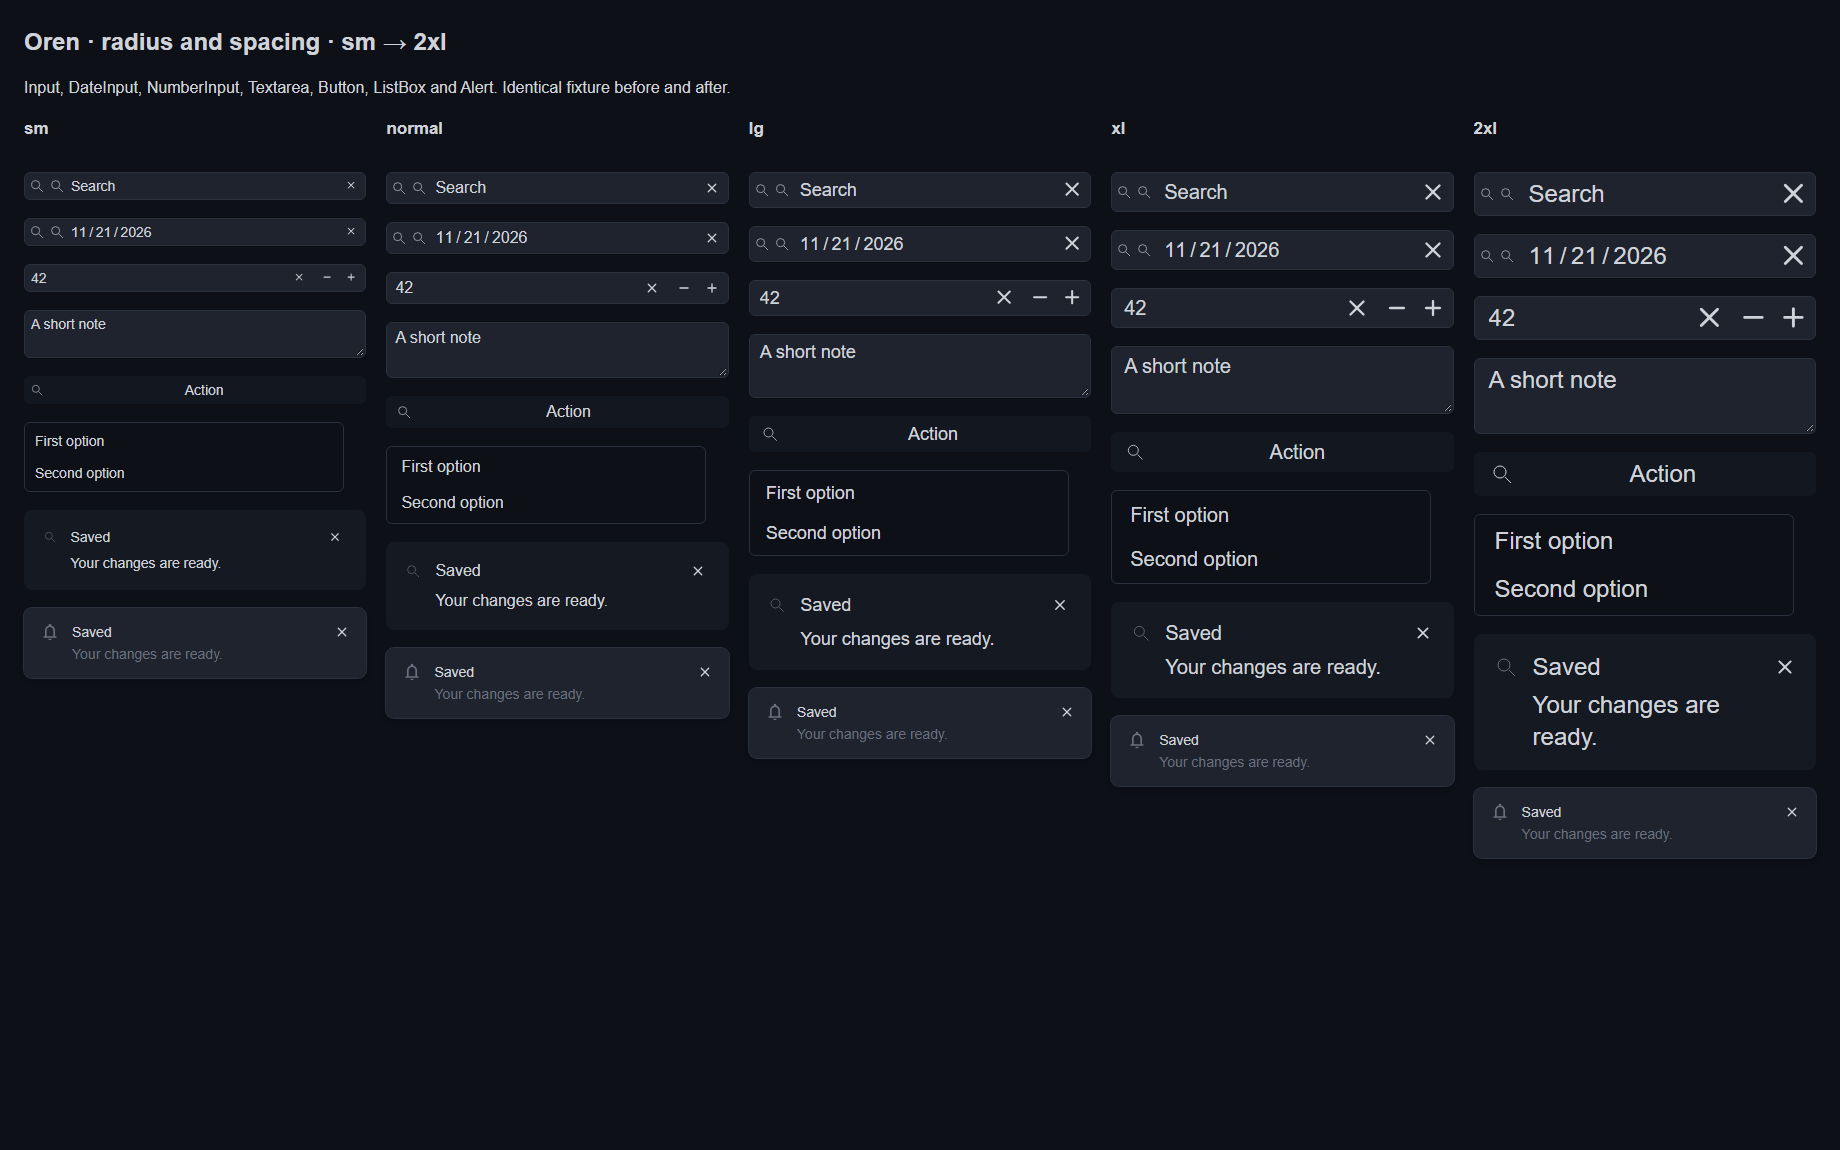 Oren · radius and spacing · sm → 2xl
Input, DateInput, NumberInput, Textarea, Button, ListBox and Alert. Identical fixture before and after.
sm
Search
11/21/2026
42
A short note
Action
First option
Second option
Saved
Your changes are ready.
Saved
Your changes are ready.
normal
Search
11/21/2026
42
A short note
Action
First option
Second option
Saved
Your changes are ready.
Saved
Your changes are ready.
lg
Search
11/21/2026
42
A short note
Action
First option
Second option
Saved
Your changes are ready.
Saved
Your changes are ready.
xl
Search
11/21/2026
42
A short note
Action
First option
Second option
Saved
Your changes are ready.
Saved
Your changes are ready.
2xl
Search
11/21/2026
42
A short note
Action
First option
Second option
Saved
Your changes are
ready.
Saved
Your changes are ready.